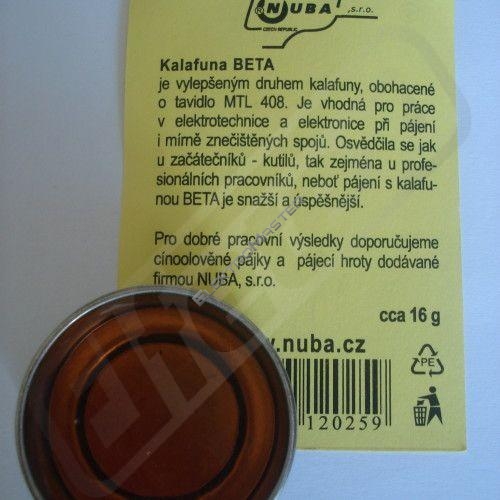 ® NUBA
, s.r.o.
CZECH REPUBLIC
Kalafuna BETA
je vylepšeným druhem kalafuny, obohacené
o tavidlo MTL 408. Je vhodná pro práce
v elektrotechnice a elektronice při pájení
i mírně znečištěných spojů. Osvědčila se jak
u začátečníků - kutilů, tak zejména u profe-
sionálních pracovníků, neboť pájení s kalafu-
nou BETA je snažší a úspěšnější.
Pro dobré pracovní výsledky doporučujeme
cínoolověné pájky a pájecí hroty dodávané
firmou NUBA, s.r.o.
cca 16 g
.nuba.cz
PE
120259